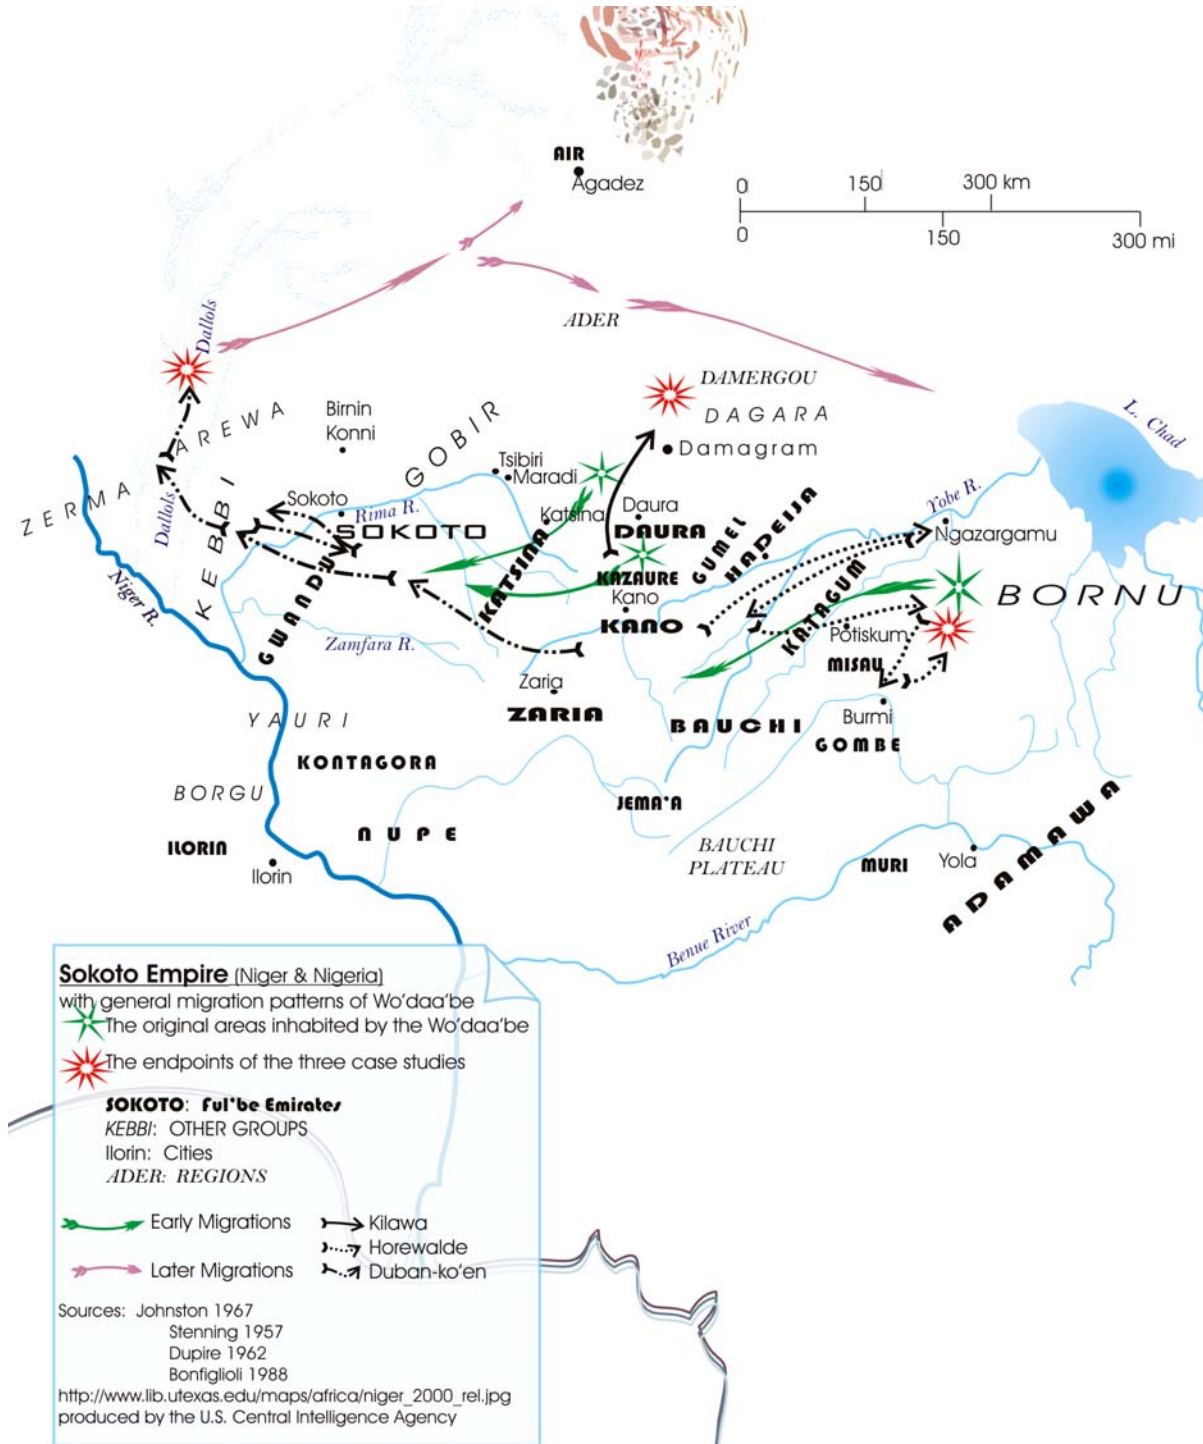 AIR
Agadez
0 150 300 km
0 150 300 mi
Dallols
ADER
DAMERGOU
DAGARA
Damagram
L. Chad
AREWA
Birnin
Konni
GOBIR
Tsibiri
Maradi
ZERMA
Dallols
KEBBI
Sokoto
Rima R.
SOKOTO
Katsina
KATSINA
Daura
DAURA
KAZAURE
GUMEL
HADEIJA
Yobe R.
Ngazargamu
BORNU
Niger R.
GWANDU
Zamfara R.
Kano
KANO
KATAGUM
Potiskum
MISAU
Zaria
ZARIA
BAUCHI
Burmi
GOMBE
YAURI
KONTAGORA
BORGU
NUPE
JEMA'A
ILORIN
Ilorin
BAUCHI
PLATEAU
MURI
Yola
ADAMAWA
Benue River
Sokoto Empire (Niger & Nigeria)
with general migration patterns of Wo'daa'be
The original areas inhabited by the Wo'daa'be
The endpoints of the three case studies
SOKOTO: Ful'be Emirates
KEBBI: OTHER GROUPS
Ilorin: Cities
ADER: REGIONS
Early Migrations
Kilawa
Horewalde
Later Migrations
Duban-ko'en
Sources: Johnston 1967
Stenning 1957
Dupire 1962
Bonfiglioli 1988
http://www.lib.utexas.edu/maps/africa/niger_2000_rel.jpg
produced by the U.S. Central Intelligence Agency